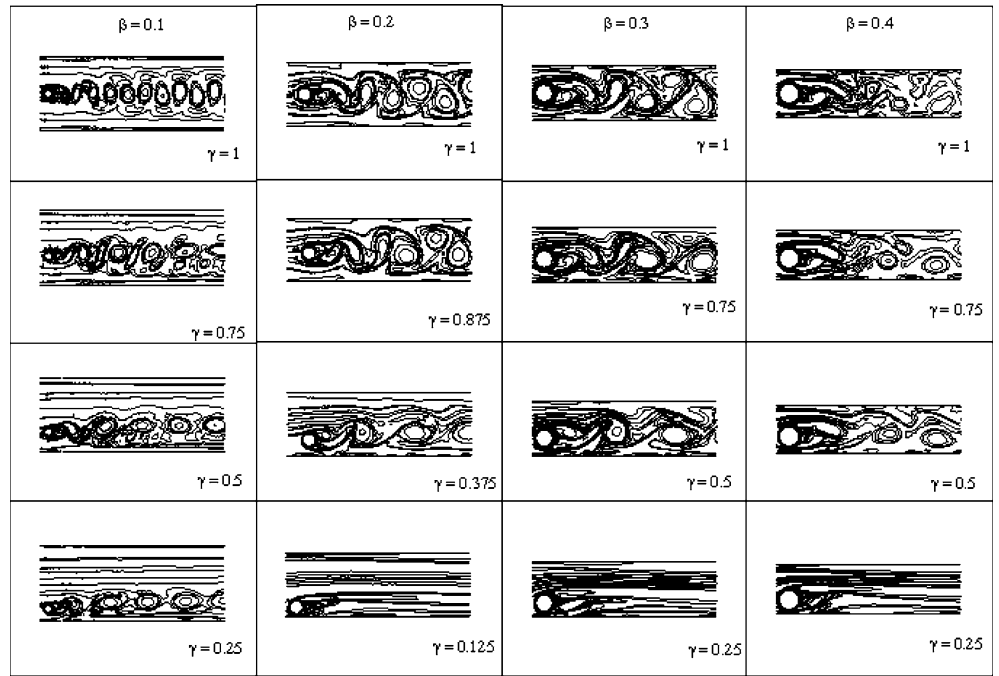 β = 0.1
β = 0.2
β = 0.3
β = 0.4
γ = 1
γ = 1
γ = 1
γ = 1
γ = 0.75
γ = 0.875
γ = 0.75
γ = 0.75
γ = 0.5
γ = 0.375
γ = 0.5
γ = 0.5
γ = 0.25
γ = 0.125
γ = 0.25
γ = 0.25